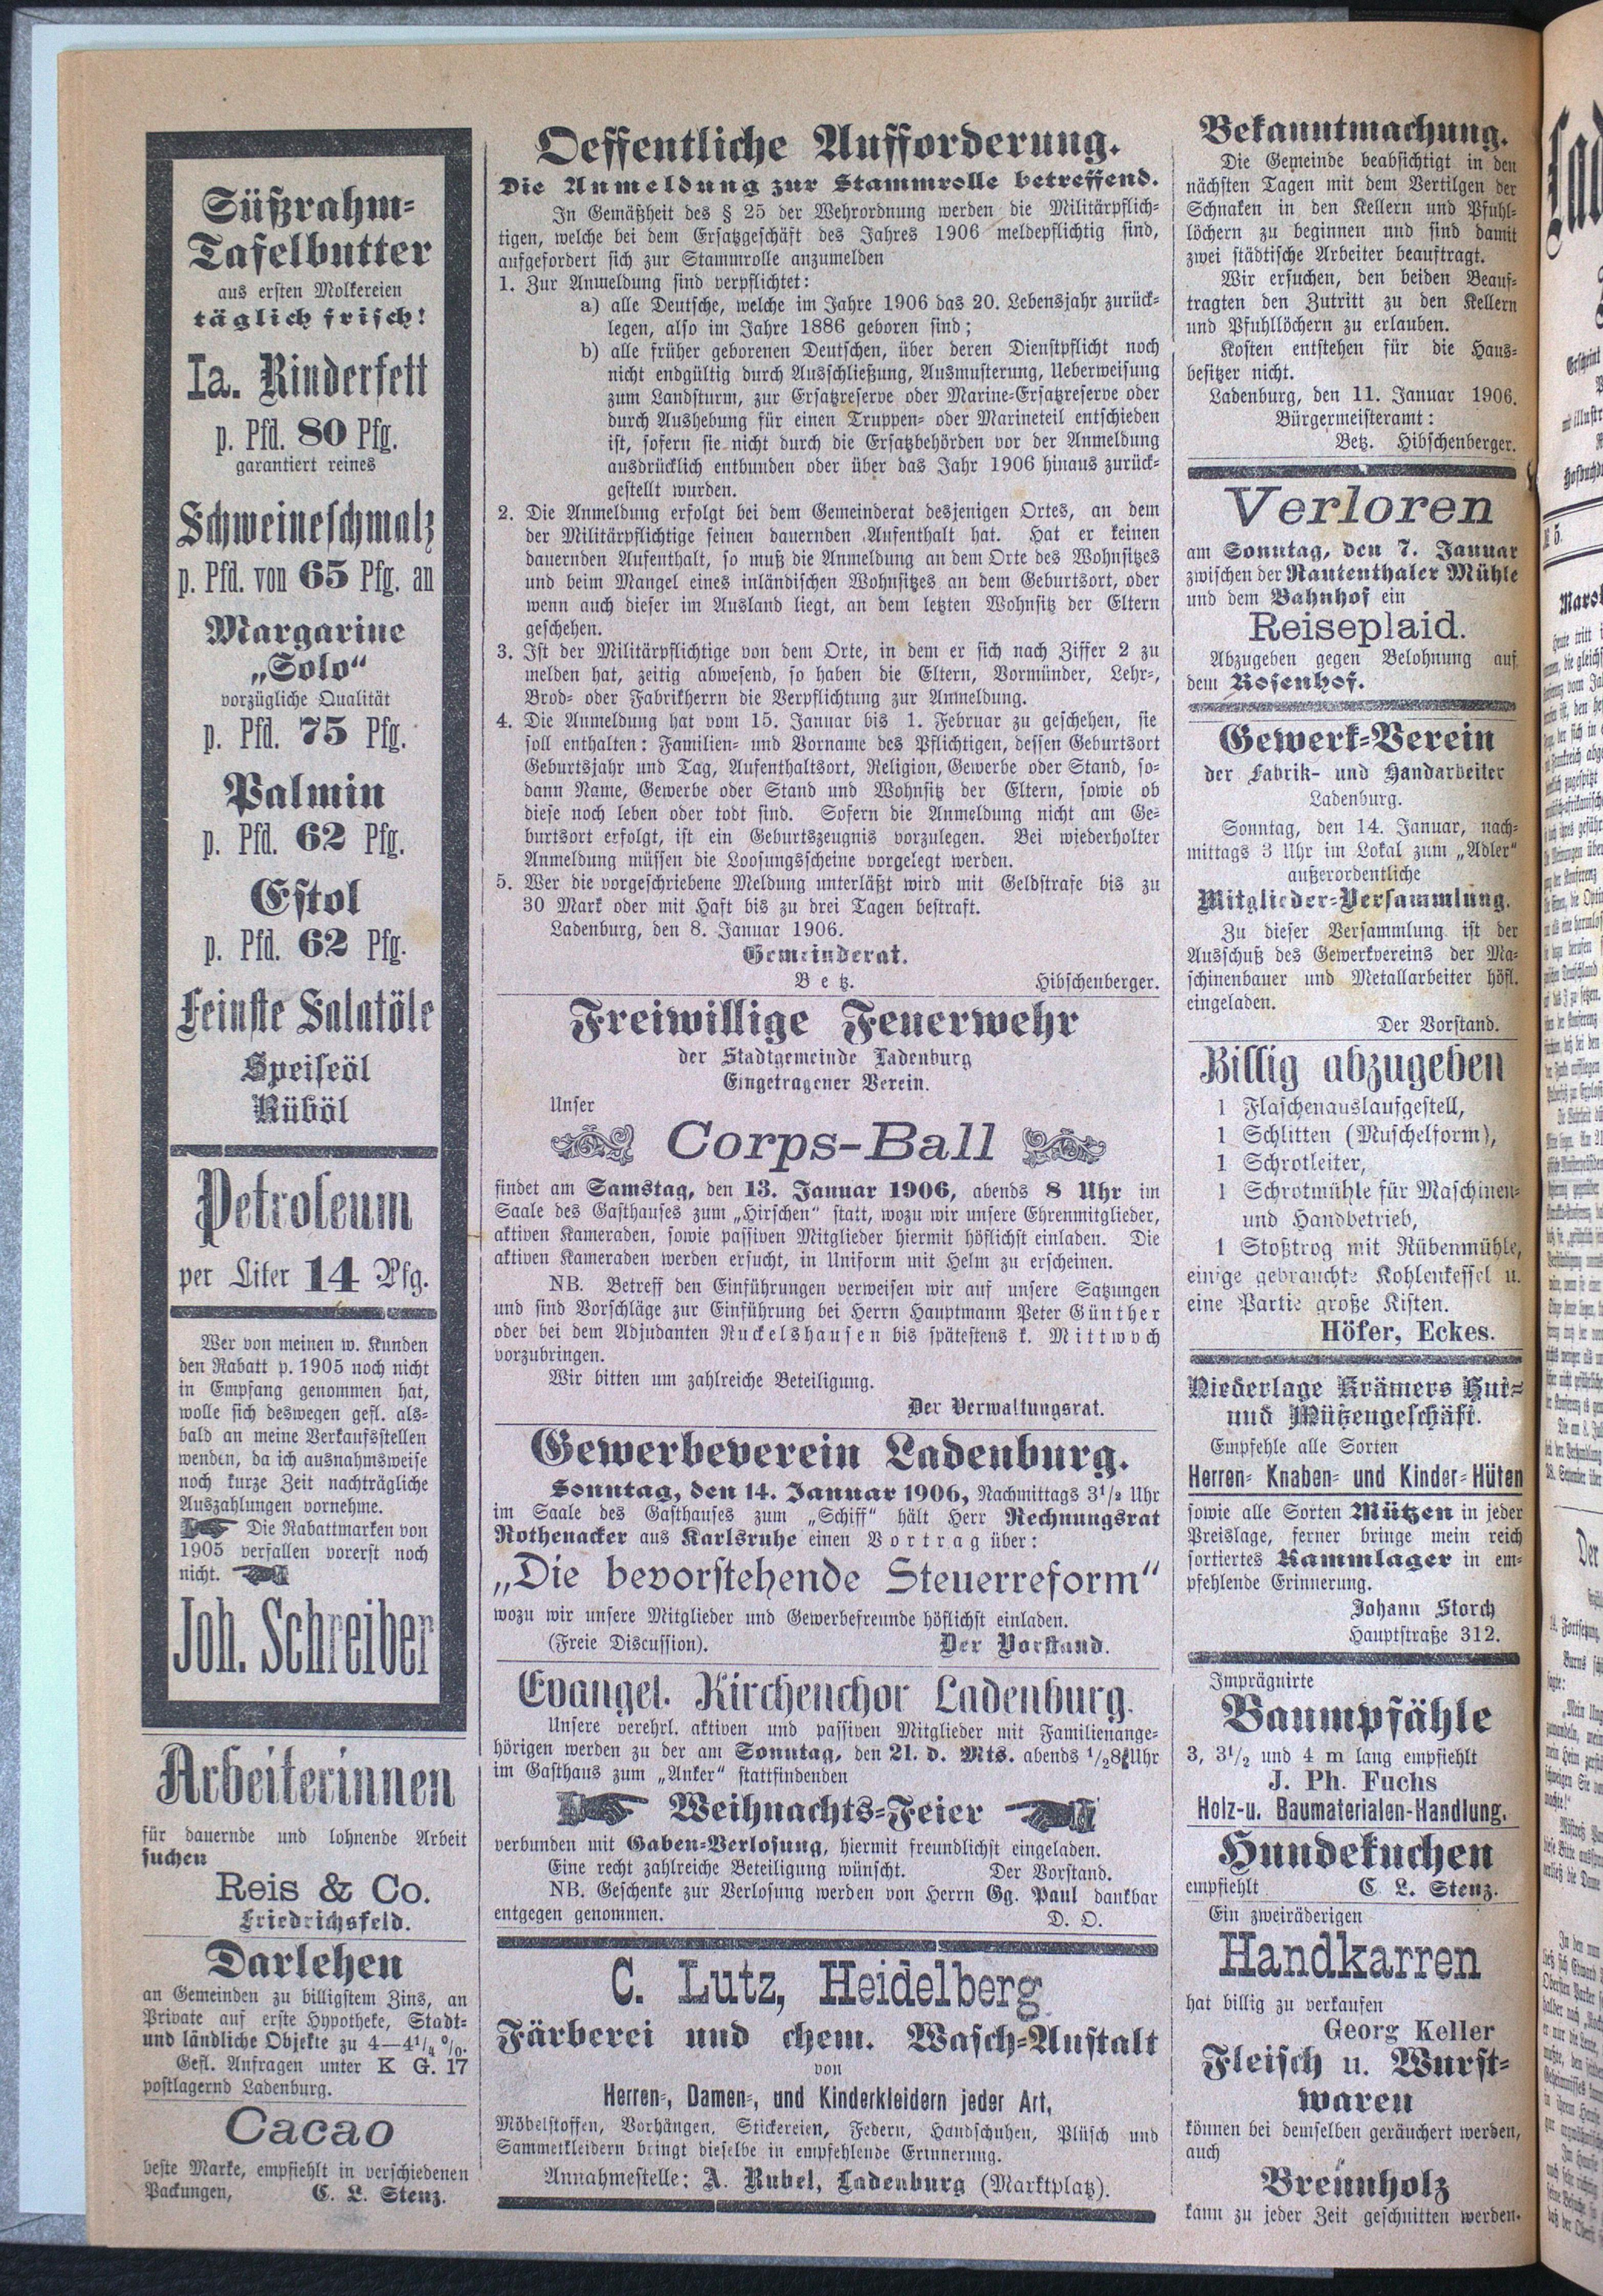 Süßrahm-
Tafelbutter
aus ersten Molkereien
täglich frisch!
Ia. Rinderfett
p. Pfd. 80 Pfg.
garantiert reines
Schweineschmalz
p. Pfd. von 65 Pfg. an
Margarine
„Solo“
vorzügliche Qualität
p. Pfd. 75 Pfg.
Palmin
p. Pfd. 62 Pfg.
Estol
p. Pfd. 62 Pfg.
Feinste Salatöle
Speiseöl
Rüböl
Petroleum
per Liter 14 Pfg.
Wer von meinen w. Kunden
den Rabatt p. 1905 noch nicht
in Empfang genommen hat,
wolle sich deswegen gefl. als-
bald an meine Verkaufsstellen
wenden, da ich ausnahmsweise
noch kurze Zeit nachträgliche
Auszahlungen vornehme.
Die Rabattmarken von
1905 verfallen vorerst noch
nicht.
Joh. Schreiber
Arbeiterinnen
für dauernde und lohnende Arbeit
suchen
Reis & Co.
Friedrichsfeld.
Darlehen
an Gemeinden zu billigstem Zins, an
Private auf erste Hypotheke, Stadt-
und ländliche Objekte zu 4—4¼ %.
Gefl. Anfragen unter K G. 17
postlagernd Ladenburg.
Cacao
beste Marke, empfiehlt in verschiedenen
Packungen, C. L. Stenz.
Oeffentliche Aufforderung.
Die Anmeldung zur Stammrolle betreffend.
In Gemäßheit des § 25 der Wehrordnung werden die Militärpflich-
tigen, welche bei dem Ersatzgeschäft des Jahres 1906 meldepflichtig sind,
aufgefordert sich zur Stammrolle anzumelden
1. Zur Anmeldung sind verpflichtet:
a) alle Deutsche, welche im Jahre 1906 das 20. Lebensjahr zurück-
legen, also im Jahre 1886 geboren sind;
b) alle früher geborenen Deutschen, über deren Dienstpflicht noch
nicht endgültig durch Ausschließung, Ausmusterung, Ueberweisung
zum Landsturm, zur Ersatzreserve oder Marine-Ersatzreserve oder
durch Aushebung für einen Truppen- oder Marineteil entschieden
ist, sofern sie nicht durch die Ersatzbehörden vor der Anmeldung
ausdrücklich entbunden oder über das Jahr 1906 hinaus zurück-
gestellt wurden.
2. Die Anmeldung erfolgt bei dem Gemeinderat desjenigen Ortes, an dem
der Militärpflichtige seinen dauernden Aufenthalt hat. Hat er keinen
dauernden Aufenthalt, so muß die Anmeldung an dem Orte des Wohnsitzes
und beim Mangel eines inländischen Wohnsitzes an dem Geburtsort, oder
wenn auch dieser im Ausland liegt, an dem letzten Wohnsitz der Eltern
geschehen.
3. Ist der Militärpflichtige von dem Orte, in dem er sich nach Ziffer 2 zu
melden hat, zeitig abwesend, so haben die Eltern, Vormünder, Lehr-,
Brod- oder Fabrikherrn die Verpflichtung zur Anmeldung.
4. Die Anmeldung hat vom 15. Januar bis 1. Februar zu geschehen, sie
soll enthalten: Familien- und Vorname des Pflichtigen, dessen Geburtsort
Geburtsjahr und Tag, Aufenthaltsort, Religion, Gewerbe oder Stand, so-
dann Name, Gewerbe oder Stand und Wohnsitz der Eltern, sowie ob
diese noch leben oder todt sind. Sofern die Anmeldung nicht am Ge-
burtsort erfolgt, ist ein Geburtszeugnis vorzulegen. Bei wiederholter
Anmeldung müssen die Loosungsscheine vorgelegt werden.
5. Wer die vorgeschriebene Meldung unterläßt wird mit Geldstrafe bis zu
30 Mark oder mit Haft bis zu drei Tagen bestraft.
Ladenburg, den 8. Januar 1906.
Gemeinderat.
Betz. Hibschenberger.
Freiwillige Feuerwehr
der Stadtgemeinde Ladenburg
Eingetragener Verein.
Unser
Corps-Ball
findet am Samstag, den 13. Januar 1906, abends 8 Uhr im
Saale des Gasthauses zum „Hirschen“ statt, wozu wir unsere Ehrenmitglieder,
aktiven Kameraden, sowie passiven Mitglieder hiermit höflichst einladen. Die
aktiven Kameraden werden ersucht, in Uniform mit Helm zu erscheinen.
NB. Betreff den Einführungen verweisen wir auf unsere Satzungen
und sind Vorschläge zur Einführung bei Herrn Hauptmann Peter Günther
oder bei dem Adjudanten Ruckelshausen bis spätestens k. Mittwoch
vorzubringen.
Wir bitten um zahlreiche Beteiligung.
Der Verwaltungsrat.
Gewerbeverein Ladenburg.
Sonntag, den 14. Januar 1906, Nachmittags 3½ Uhr
im Saale des Gasthauses zum „Schiff“ hält Herr Rechnungsrat
Rothenacker aus Karlsruhe einen Vortrag über:
„Die bevorstehende Steuerreform“
wozu wir unsere Mitglieder und Gewerbefreunde höflichst einladen.
(Freie Discussion). Der Vorstand.
Evangel. Kirchenchor Ladenburg.
Unsere verehrl. aktiven und passiven Mitglieder mit Familienange-
hörigen werden zu der am Sonntag, den 21. d. Mts. abends ½8 Uhr
im Gasthaus zum „Anker“ stattfindenden
Weihnachts-Feier
verbunden mit Gaben-Verlosung, hiermit freundlichst eingeladen.
Eine recht zahlreiche Beteiligung wünscht. Der Vorstand.
NB. Geschenke zur Verlosung werden von Herrn Gg. Paul dankbar
entgegen genommen. D. O.
C. Lutz, Heidelberg
Färberei und chem. Wasch-Anstalt
von
Herren-, Damen-, und Kinderkleidern jeder Art,
Möbelstoffen, Vorhängen, Stickereien, Federn, Handschuhen, Plüsch und
Sammetkleidern bringt dieselbe in empfehlende Erinnerung.
Annahmestelle: A. Rubel, Ladenburg (Marktplatz).
Bekanntmachung.
Die Gemeinde beabsichtigt in den
nächsten Tagen mit dem Vertilgen der
Schnaken in den Kellern und Pfuhl-
löchern zu beginnen und sind damit
zwei städtische Arbeiter beauftragt.
Wir ersuchen, den beiden Beauf-
tragten den Zutritt zu den Kellern
und Pfuhllöchern zu erlauben.
Kosten entstehen für die Haus-
besitzer nicht.
Ladenburg, den 11. Januar 1906.
Bürgermeisteramt:
Betz. Hibschenberger.
Verloren
am Sonntag, den 7. Januar
zwischen der Rautenthaler Mühle
und dem Bahnhof ein
Reiseplaid.
Abzugeben gegen Belohnung auf
dem Rosenhof.
Gewerk-Verein
der Fabrik- und Handarbeiter
Ladenburg.
Sonntag, den 14. Januar, nach-
mittags 3 Uhr im Lokal zum „Adler“
außerordentliche
Mitglieder-Versammlung.
Zu dieser Versammlung ist der
Ausschuß des Gewerkvereins der Ma-
schinenbauer und Metallarbeiter höfl.
eingeladen.
Der Vorstand.
Billig abzugeben
1 Flaschenauslaufgestell,
1 Schlitten (Muschelform),
1 Schrotleiter,
1 Schrotmühle für Maschinen-
und Handbetrieb,
1 Stoßtrog mit Rübenmühle,
einige gebrauchte Kohlenkessel u.
eine Partie große Kisten.
Höfer, Eckes.
Niederlage Krämers Hut-
und Mützengeschäft.
Empfehle alle Sorten
Herren- Knaben- und Kinder-Hüten
sowie alle Sorten Mützen in jeder
Preislage, ferner bringe mein reich
sortiertes Kammlager in em-
pfehlende Erinnerung.
Johann Storch
Hauptstraße 312.
Imprägnirte
Baumpfähle
3, 3½ und 4 m lang empfiehlt
J. Ph. Fuchs
Holz-u. Baumaterialen-Handlung.
Hundekuchen
empfiehlt C. L. Stenz.
Ein zweiräderigen
Handkarren
hat billig zu verkaufen
Georg Keller
Fleisch u. Wurst-
waren
können bei demselben geräuchert werden,
auch
Brennholz
kann zu jeder Zeit geschnitten werden.